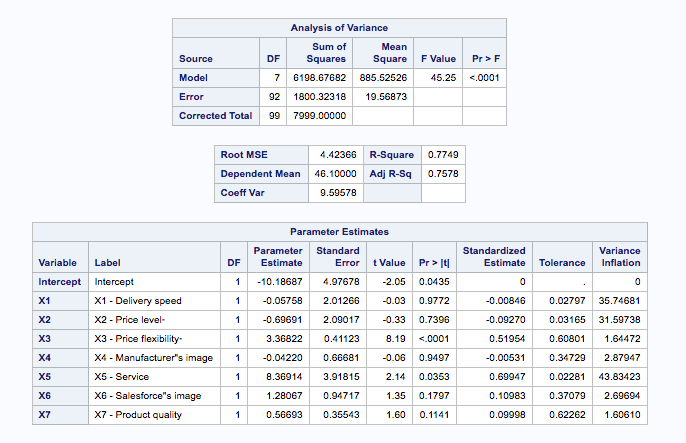 Analysis of Variance
Source DF Sum of Squares Mean Square F Value Pr > F
Model 7 6198.67682 885.52526 45.25 <.0001
Error 92 1800.32318 19.56873
Corrected Total 99 7999.00000
Root MSE 4.42366 R-Square 0.7749
Dependent Mean 46.10000 Adj R-Sq 0.7578
Coeff Var 9.59578
Parameter Estimates
Variable Label DF Parameter Estimate Standard Error t Value Pr > |t| Standardized Estimate Tolerance Variance Inflation
Intercept Intercept 1 -10.18687 4.97678 -2.05 0.0435 0 . 0
X1 X1 - Delivery speed 1 -0.05758 2.01266 -0.03 0.9772 -0.00846 0.02797 35.74681
X2 X2 - Price level- 1 -0.69691 2.09017 -0.33 0.7396 -0.09270 0.03165 31.59738
X3 X3 - Price flexibility- 1 3.36822 0.41123 8.19 <.0001 0.51954 0.60801 1.64472
X4 X4 - Manufacturer"s image 1 -0.04220 0.66681 -0.06 0.9497 -0.00531 0.34729 2.87947
X5 X5 - Service 1 8.36914 3.91815 2.14 0.0353 0.69947 0.02281 43.83423
X6 X6 - Salesforce"s image 1 1.28067 0.94717 1.35 0.1797 0.10983 0.37079 2.69694
X7 X7 - Product quality 1 0.56693 0.35543 1.60 0.1141 0.09998 0.62262 1.60610